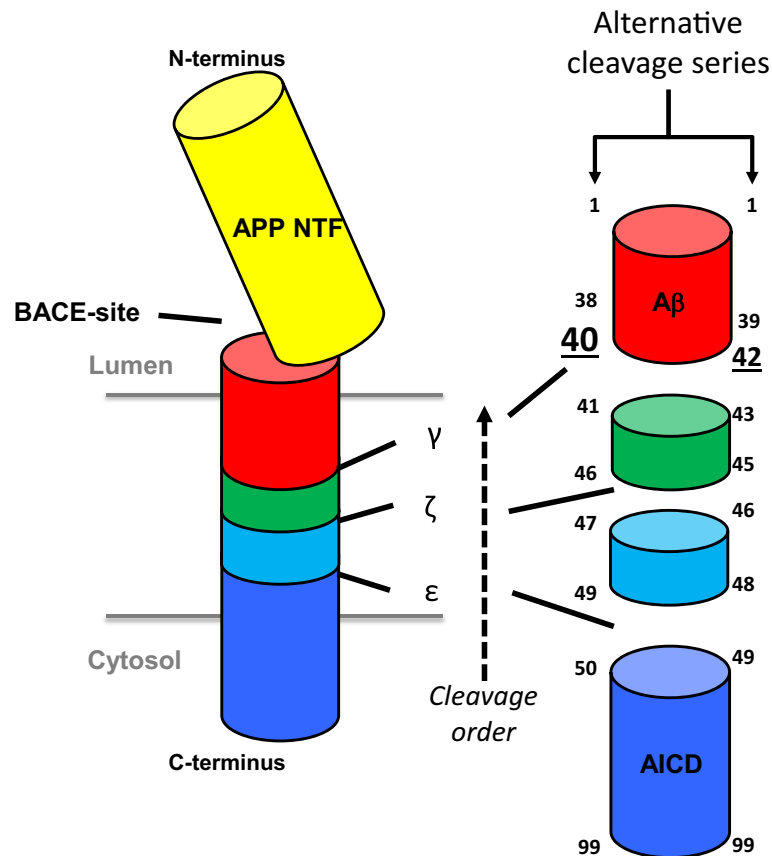 Alternative
cleavage series
N-terminus
APP NTF
BACE-site
Lumen
Cytosol
C-terminus
γ
ζ
ε
Cleavage
order
1
1
Aβ
38
39
40
42
41
43
46
45
47
46
49
48
50
49
AICD
99
99